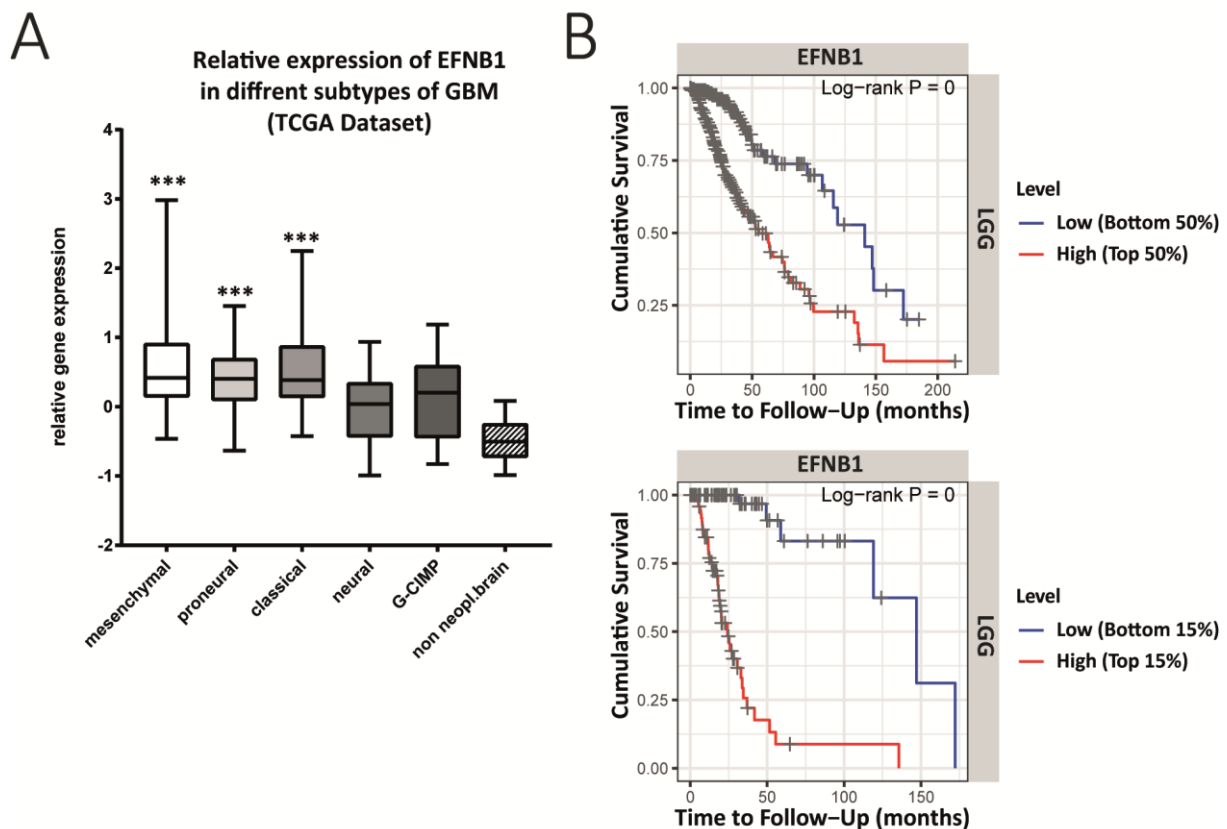 A
Relative expression of EFNB1
in diffrent subtypes of GBM
(TCGA Dataset)
relative gene expression
4
3
2
1
0
-1
-2
***
***
***
mesenchymal
proneural
classical
neural
G-CIMP
non neopl.brain
B
EFNB1
Log-rank P = 0
LGG
Cumulative Survival
1.00
0.75
0.50
0.25
0
50
100
150
200
Time to Follow-Up (months)
Level
Low (Bottom 50%)
High (Top 50%)
EFNB1
Log-rank P = 0
LGG
Cumulative Survival
1.00
0.75
0.50
0.25
0.00
0
50
100
150
Time to Follow-Up (months)
Level
Low (Bottom 15%)
High (Top 15%)